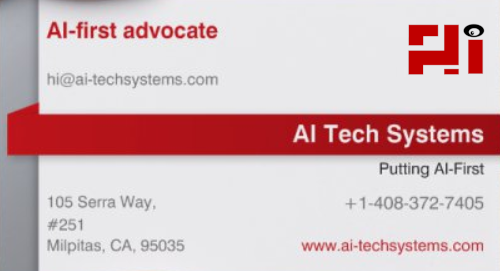 AI-first advocate
hi@ai-techsystems.com
AI Tech Systems
Putting AI-First
105 Serra Way,
#251
Milpitas, CA, 95035
+1-408-372-7405
www.ai-techsystems.com